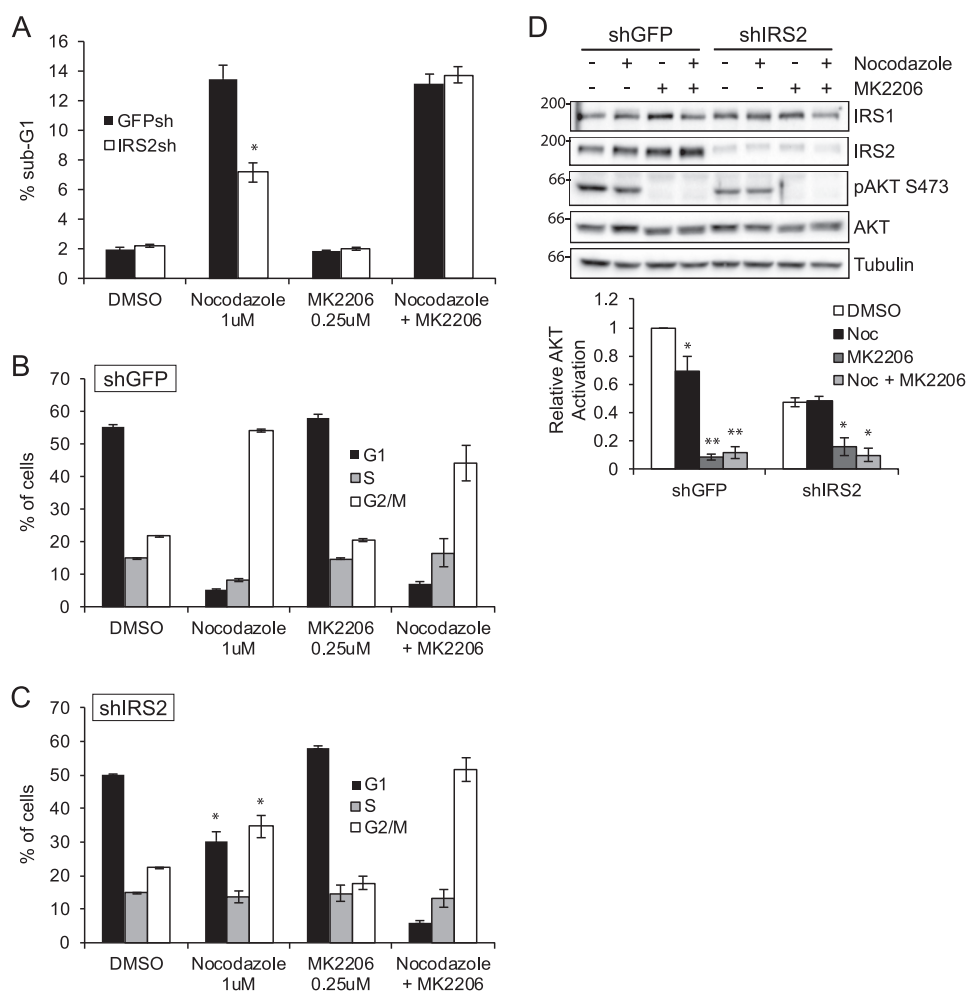 A
16
14
12
10
8
6
4
2
0
% sub-G1
GFPsh
IRS2sh
*
DMSO
Nocodazole
1uM
MK2206
0.25uM
Nocodazole
+ MK2206
B
shGFP
70
60
50
40
30
20
10
0
% of cells
G1
S
G2/M
DMSO
Nocodazole
1uM
MK2206
0.25uM
Nocodazole
+ MK2206
C
shIRS2
70
60
50
40
30
20
10
0
% of cells
G1
S
G2/M
* *
DMSO
Nocodazole
1uM
MK2206
0.25uM
Nocodazole
+ MK2206
D
shGFP shIRS2
- + - + - + - + Nocodazole
- - + + - - + + MK2206
200 IRS1
200 IRS2
66 pAKT S473
66 AKT
66 Tubulin
1.2
1
0.8
0.6
0.4
0.2
0
Relative AKT
Activation
DMSO
Noc
MK2206
Noc + MK2206
* ** ** * *
shGFP shIRS2